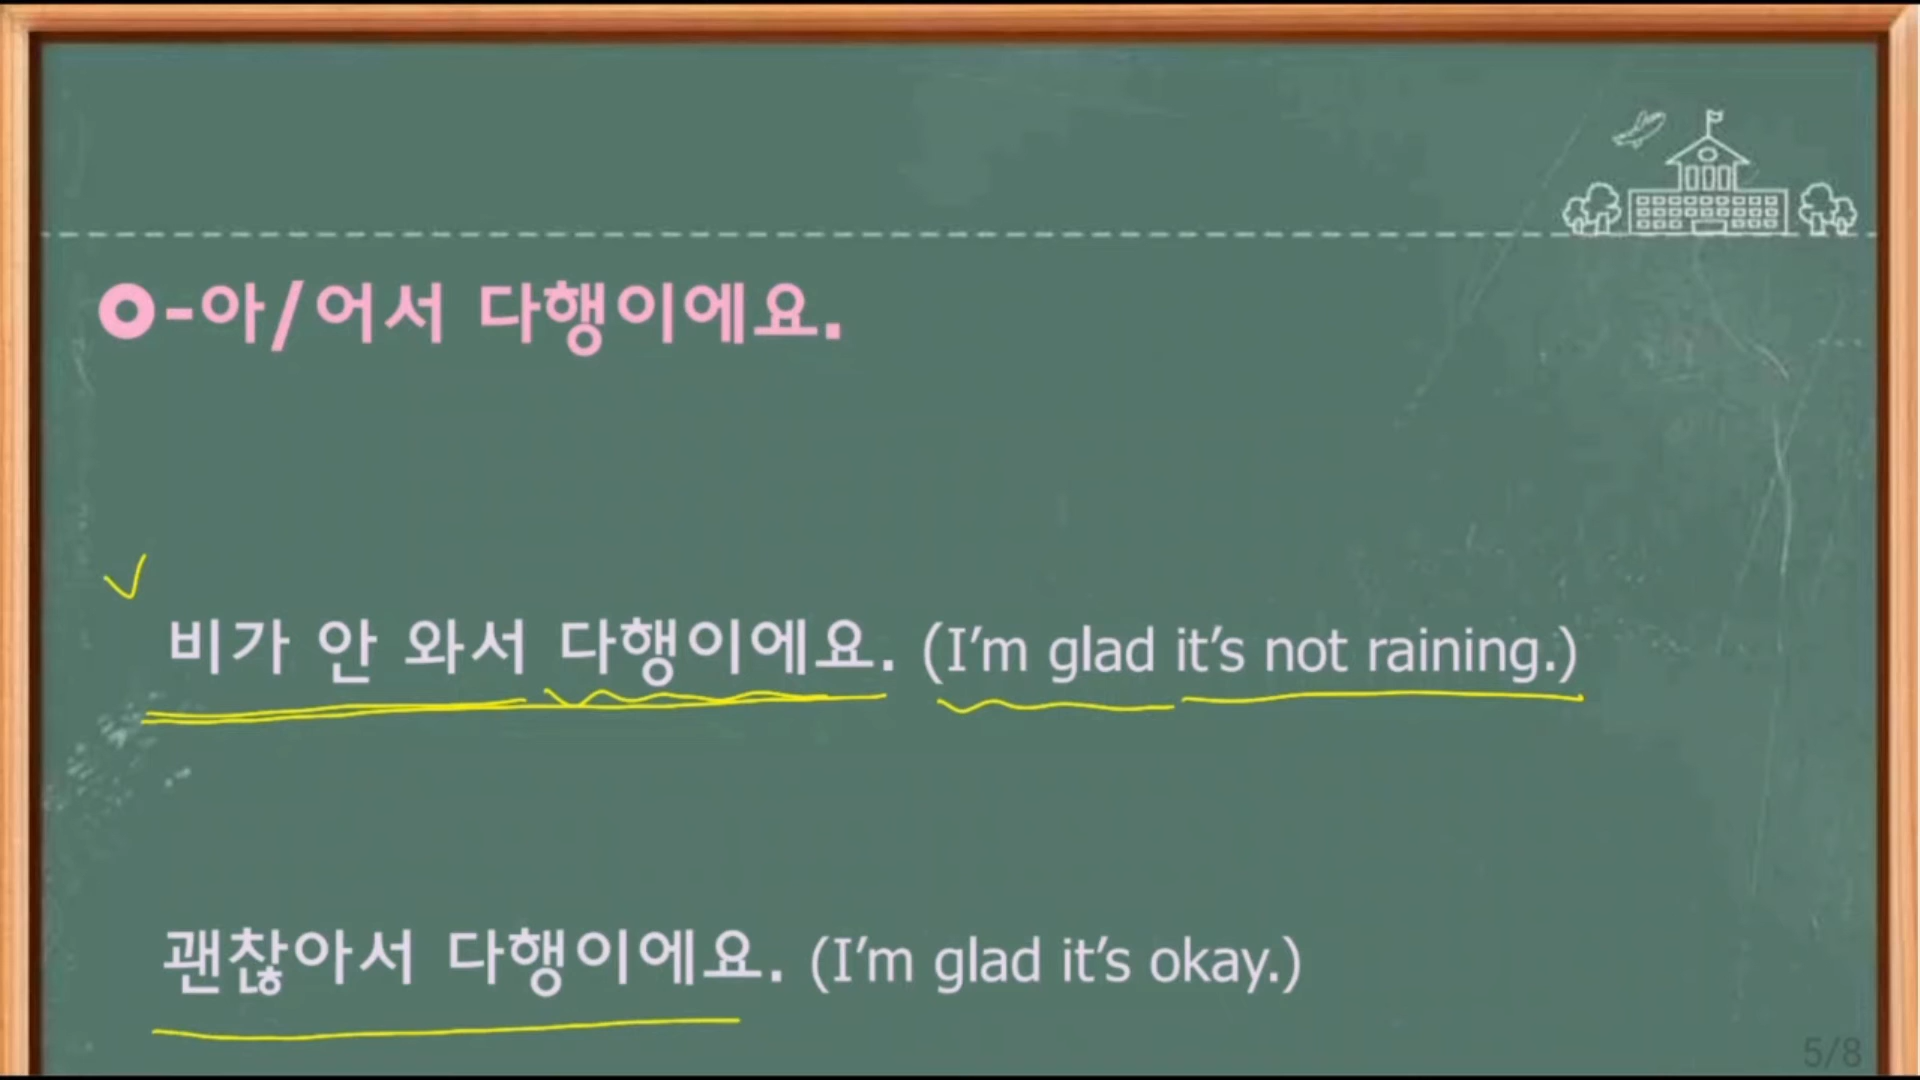 -아/어서 다행이에요.
비가 안 와서 다행이에요. (I’m glad it’s not raining.)
괜찮아서 다행이에요. (I’m glad it’s okay.)
5/8